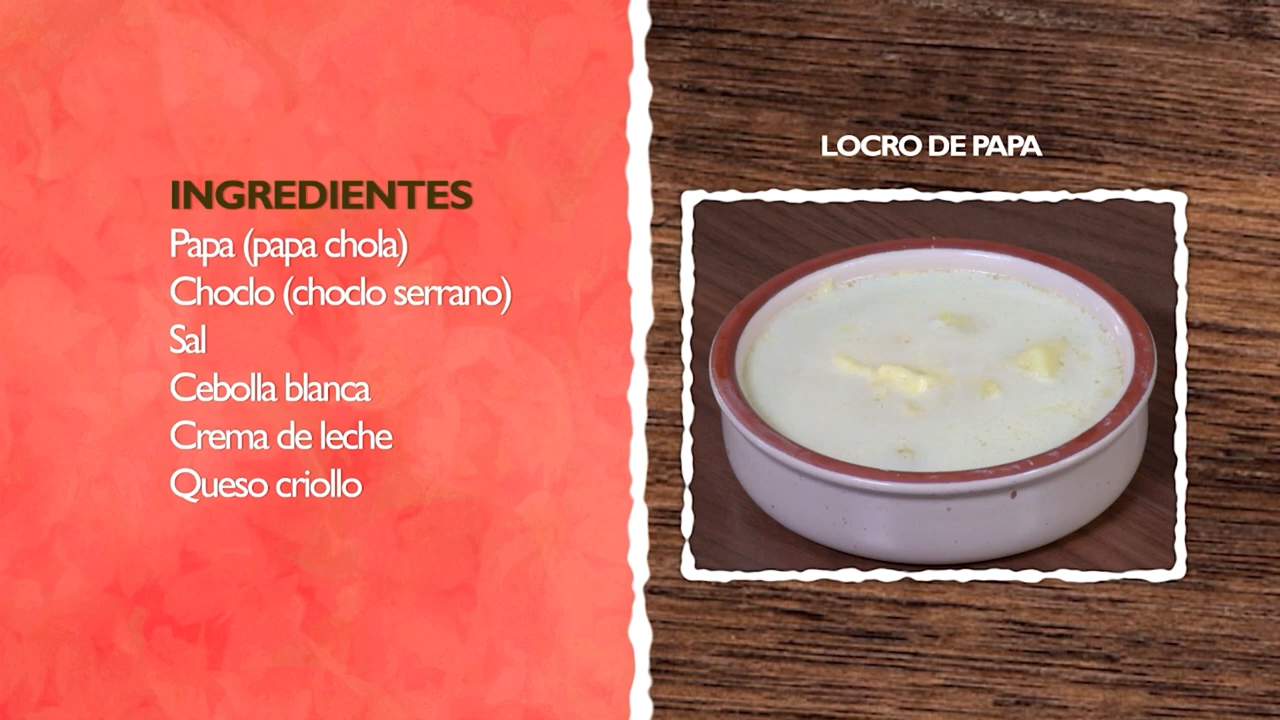 INGREDIENTES
Papa (papa chola)
Choclo (choclo serrano)
Sal
Cebolla blanca
Crema de leche
Queso criollo
LOCRO DE PAPA